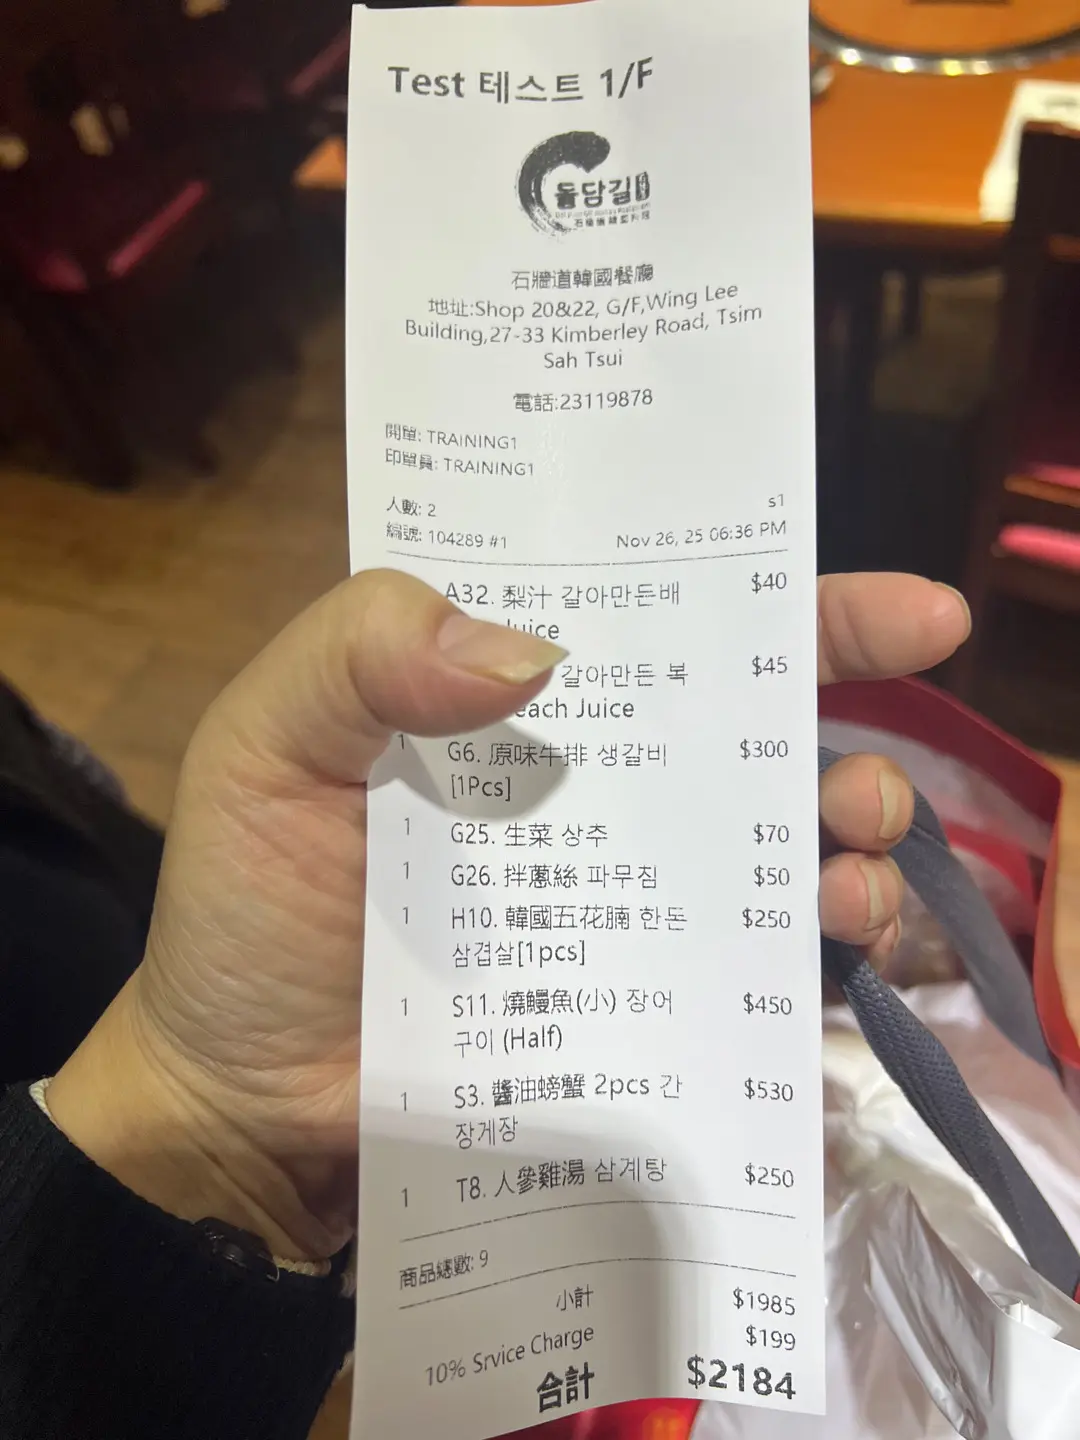 Test 테스트 1/F
돌담길
石牆道韓國餐廳
地址:Shop 20&22, G/F,Wing Lee
Building,27-33 Kimberley Road, Tsim
Sah Tsui
電話:23119878
開單: TRAINING1
印單員: TRAINING1
人數: 2 s1
編號: 104289 #1 Nov 26, 25 06:36 PM
A32. 梨汁 갈아만든배 $40
Juice
갈아만든 복 $45
each Juice
1 G6. 原味牛排 생갈비 $300
[1Pcs]
1 G25. 生菜 상추 $70
1 G26. 拌蔥絲 파무침 $50
1 H10. 韓國五花腩 한돈 $250
삼겹살[1pcs]
1 S11. 燒鰻魚(小) 장어 $450
구이 (Half)
1 S3. 醬油螃蟹 2pcs 간 $530
장게장
1 T8. 人參雞湯 삼계탕 $250
商品總數: 9
小計 $1985
10% Srvice Charge $199
合計 $2184